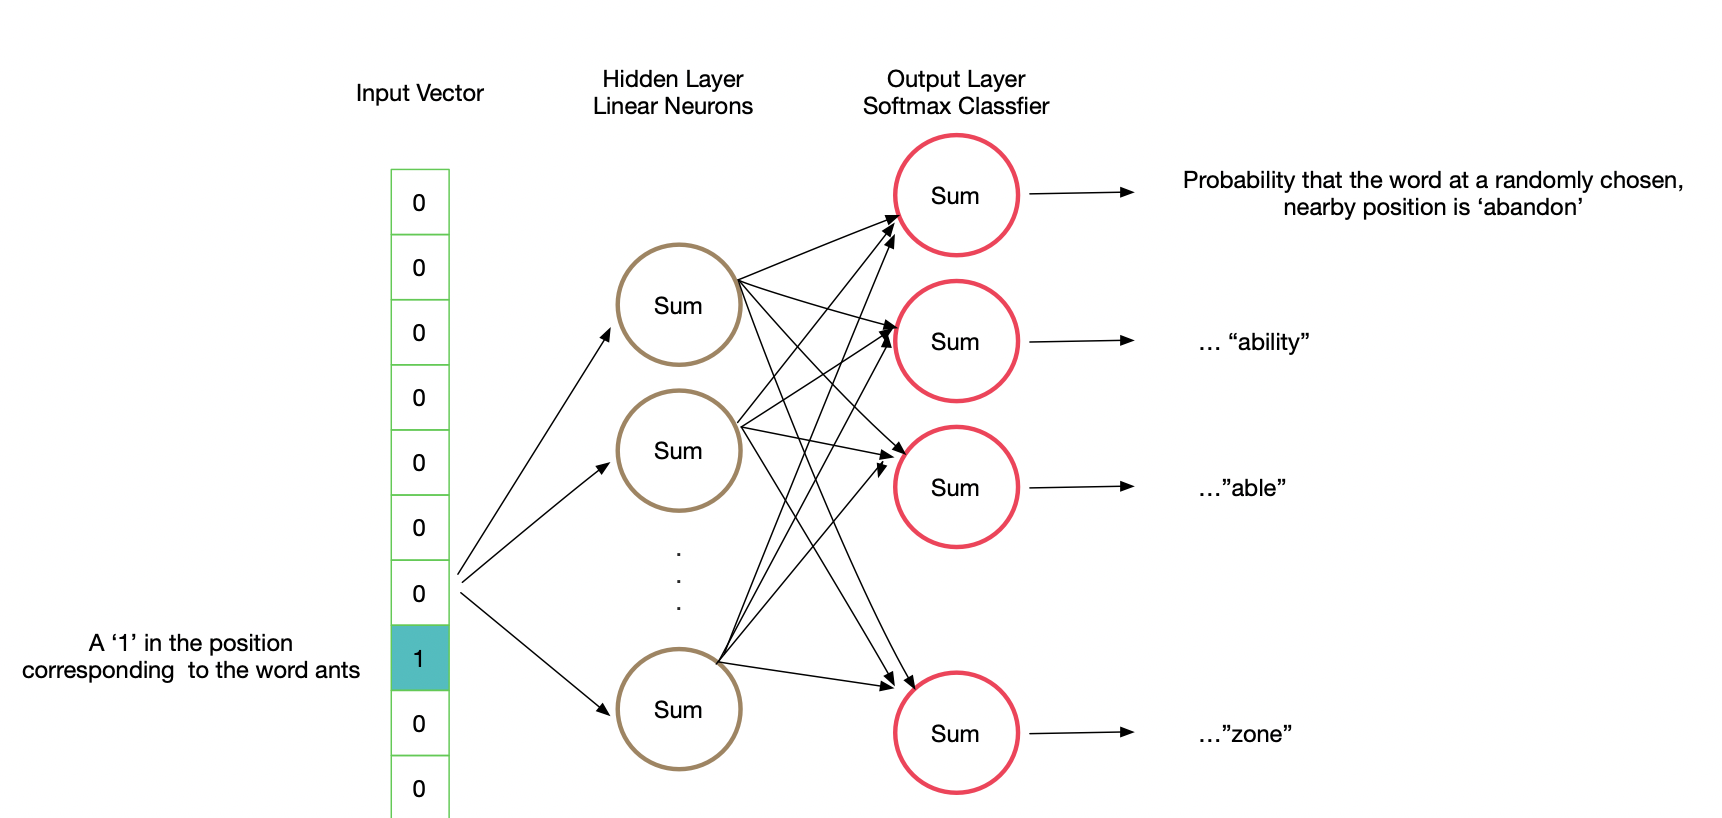 Input Vector
Hidden Layer
Linear Neurons
Output Layer
Softmax Classfier
0
0
0
0
0
0
0
1
0
0
A ‘1’ in the position
corresponding  to the word ants
Sum
Sum
.
.
.
Sum
Sum
Sum
Sum
Sum
Probability that the word at a randomly chosen,
nearby position is ‘abandon’
... “ability”
...”able”
...”zone”